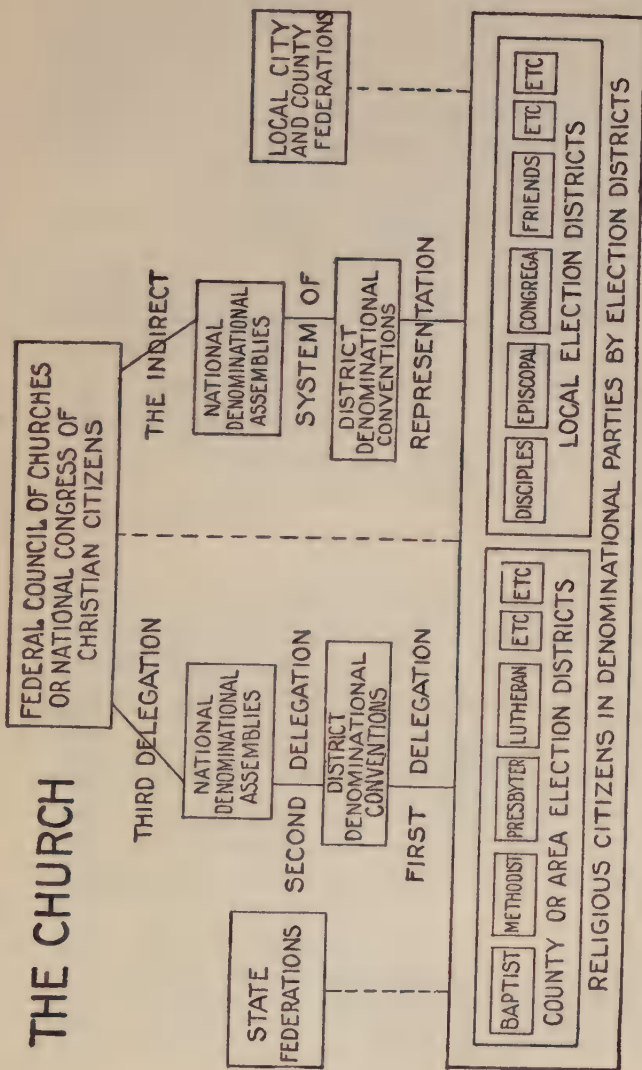 THE CHURCH
FEDERAL COUNCIL OF CHURCHES
OR NATIONAL CONGRESS OF
CHRISTIAN CITIZENS
THIRD DELEGATION
THE INDIRECT
STATE
FEDERATIONS
NATIONAL
DENOMINATIONAL
ASSEMBLIES
NATIONAL
DENOMINATIONAL
ASSEMBLIES
LOCAL CITY
AND COUNTY
FEDERATIONS
SECOND DELEGATION
SYSTEM OF
DISTRICT
DENOMINATIONAL
CONVENTIONS
DISTRICT
DENOMINATIONAL
CONVENTIONS
FIRST DELEGATION
REPRESENTATION
BAPTIST METHODIST PRESBYTER LUTHERAN ETC ETC
COUNTY OR AREA ELECTION DISTRICTS
DISCIPLES EPISCOPAL CONGREGA FRIENDS ETC ETC
LOCAL ELECTION DISTRICTS
RELIGIOUS CITIZENS IN DENOMINATIONAL PARTIES BY ELECTION DISTRICTS